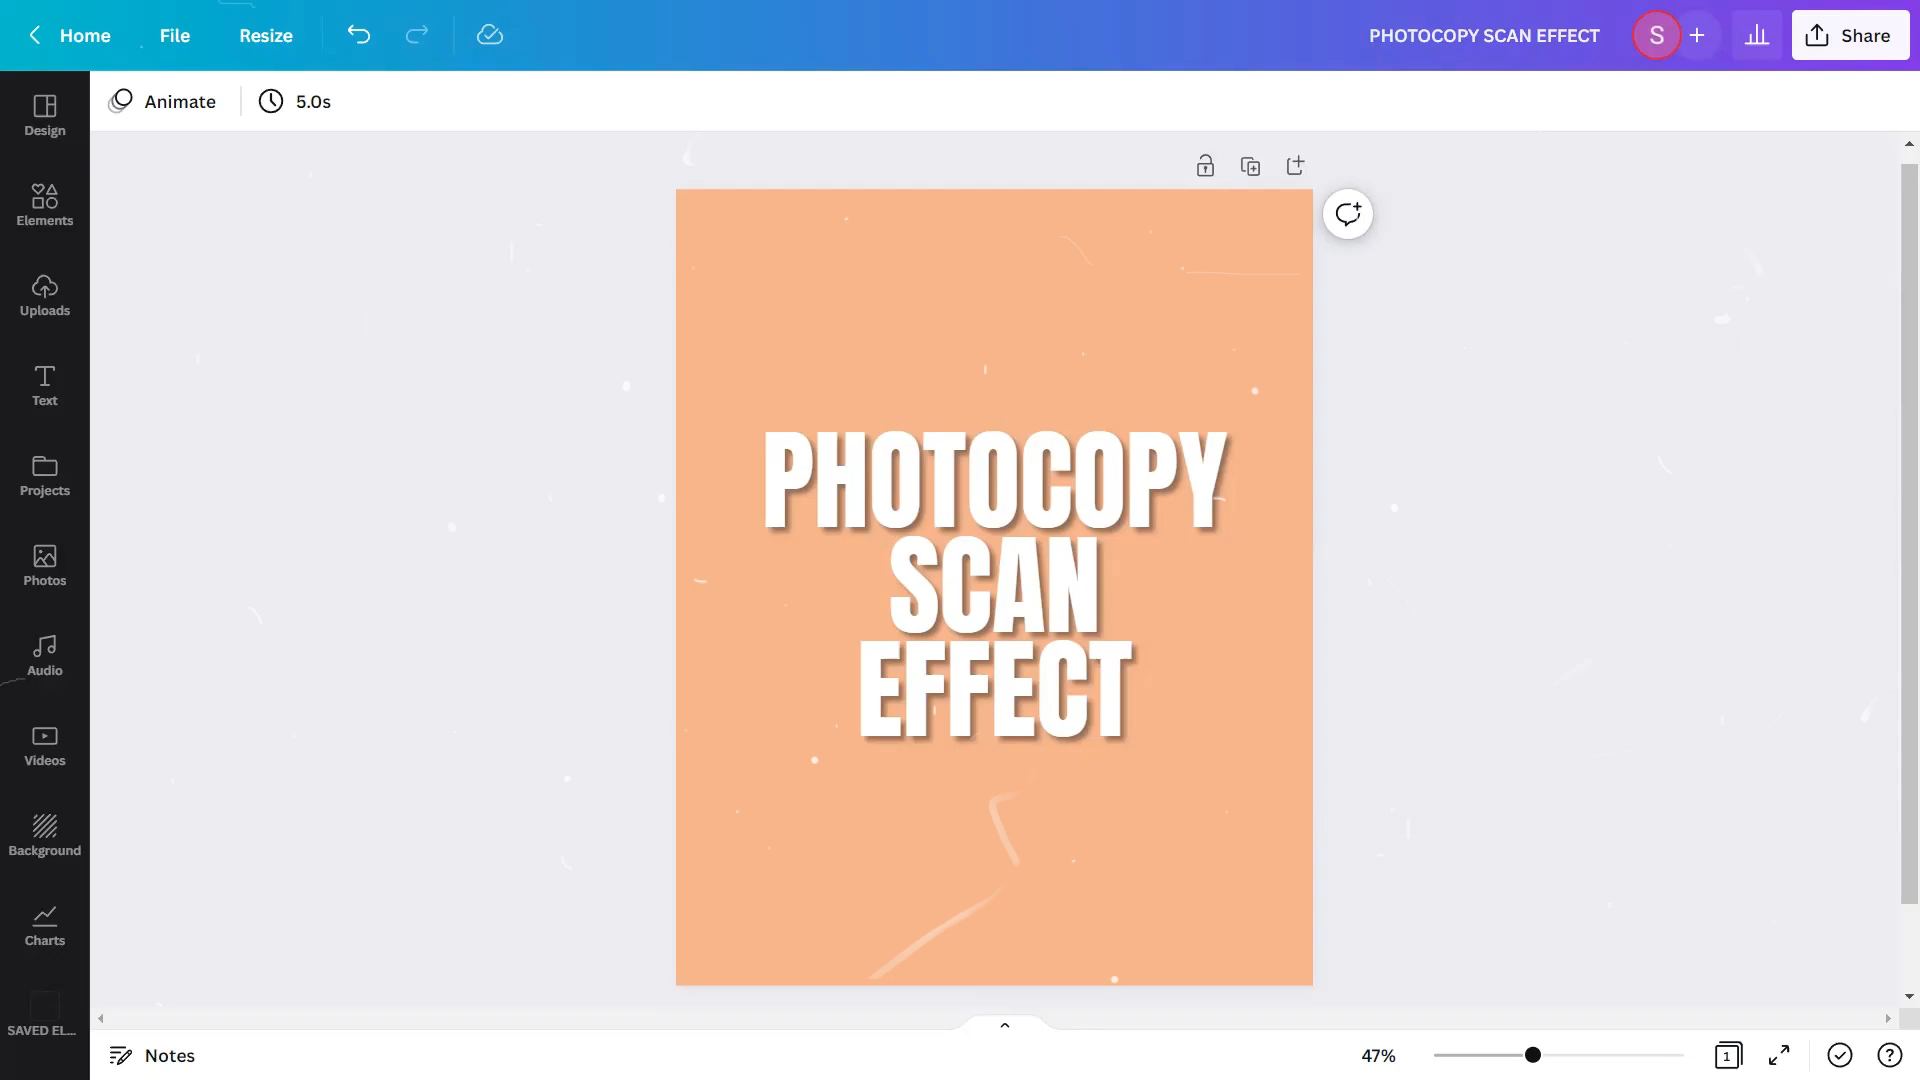 Home File Resize PHOTOCOPY SCAN EFFECT S Share
Animate 5.0s
Design
Elements
Uploads
Text
Projects
Photos
Audio
Videos
Background
Charts
SAVED EL...
PHOTOCOPY
SCAN
EFFECT
Notes 47% 1